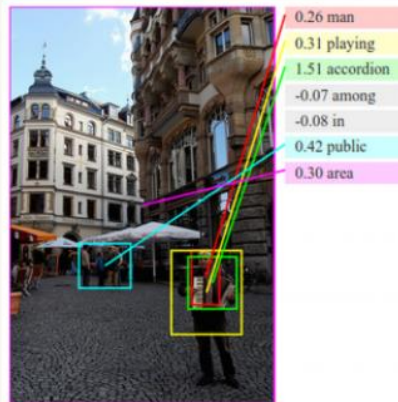 0.26 man
0.31 playing
1.51 accordion
-0.07 among
-0.08 in
0.42 public
0.30 area